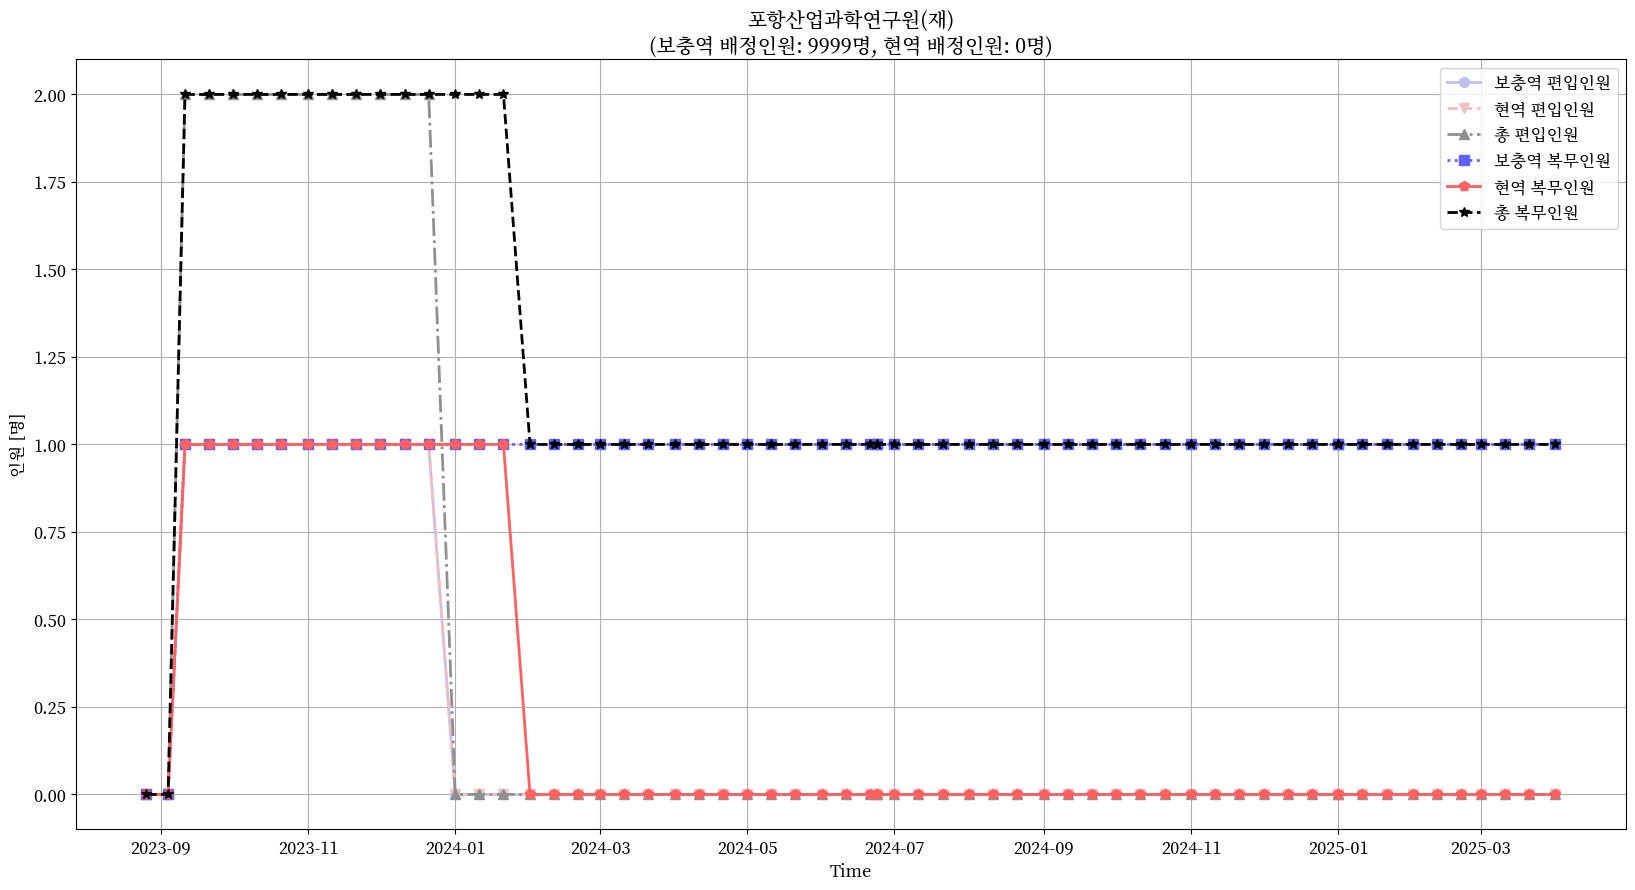 포항산업과학연구원(재)
(보충역 배정인원: 9999명, 현역 배정인원: 0명)
보충역 편입인원
현역 편입인원
총 편입인원
보충역 복무인원
현역 복무인원
총 복무인원
인원 [명]
2.00
1.75
1.50
1.25
1.00
0.75
0.50
0.25
0.00
2023-09
2023-11
2024-01
2024-03
2024-05
2024-07
2024-09
2024-11
2025-01
2025-03
Time